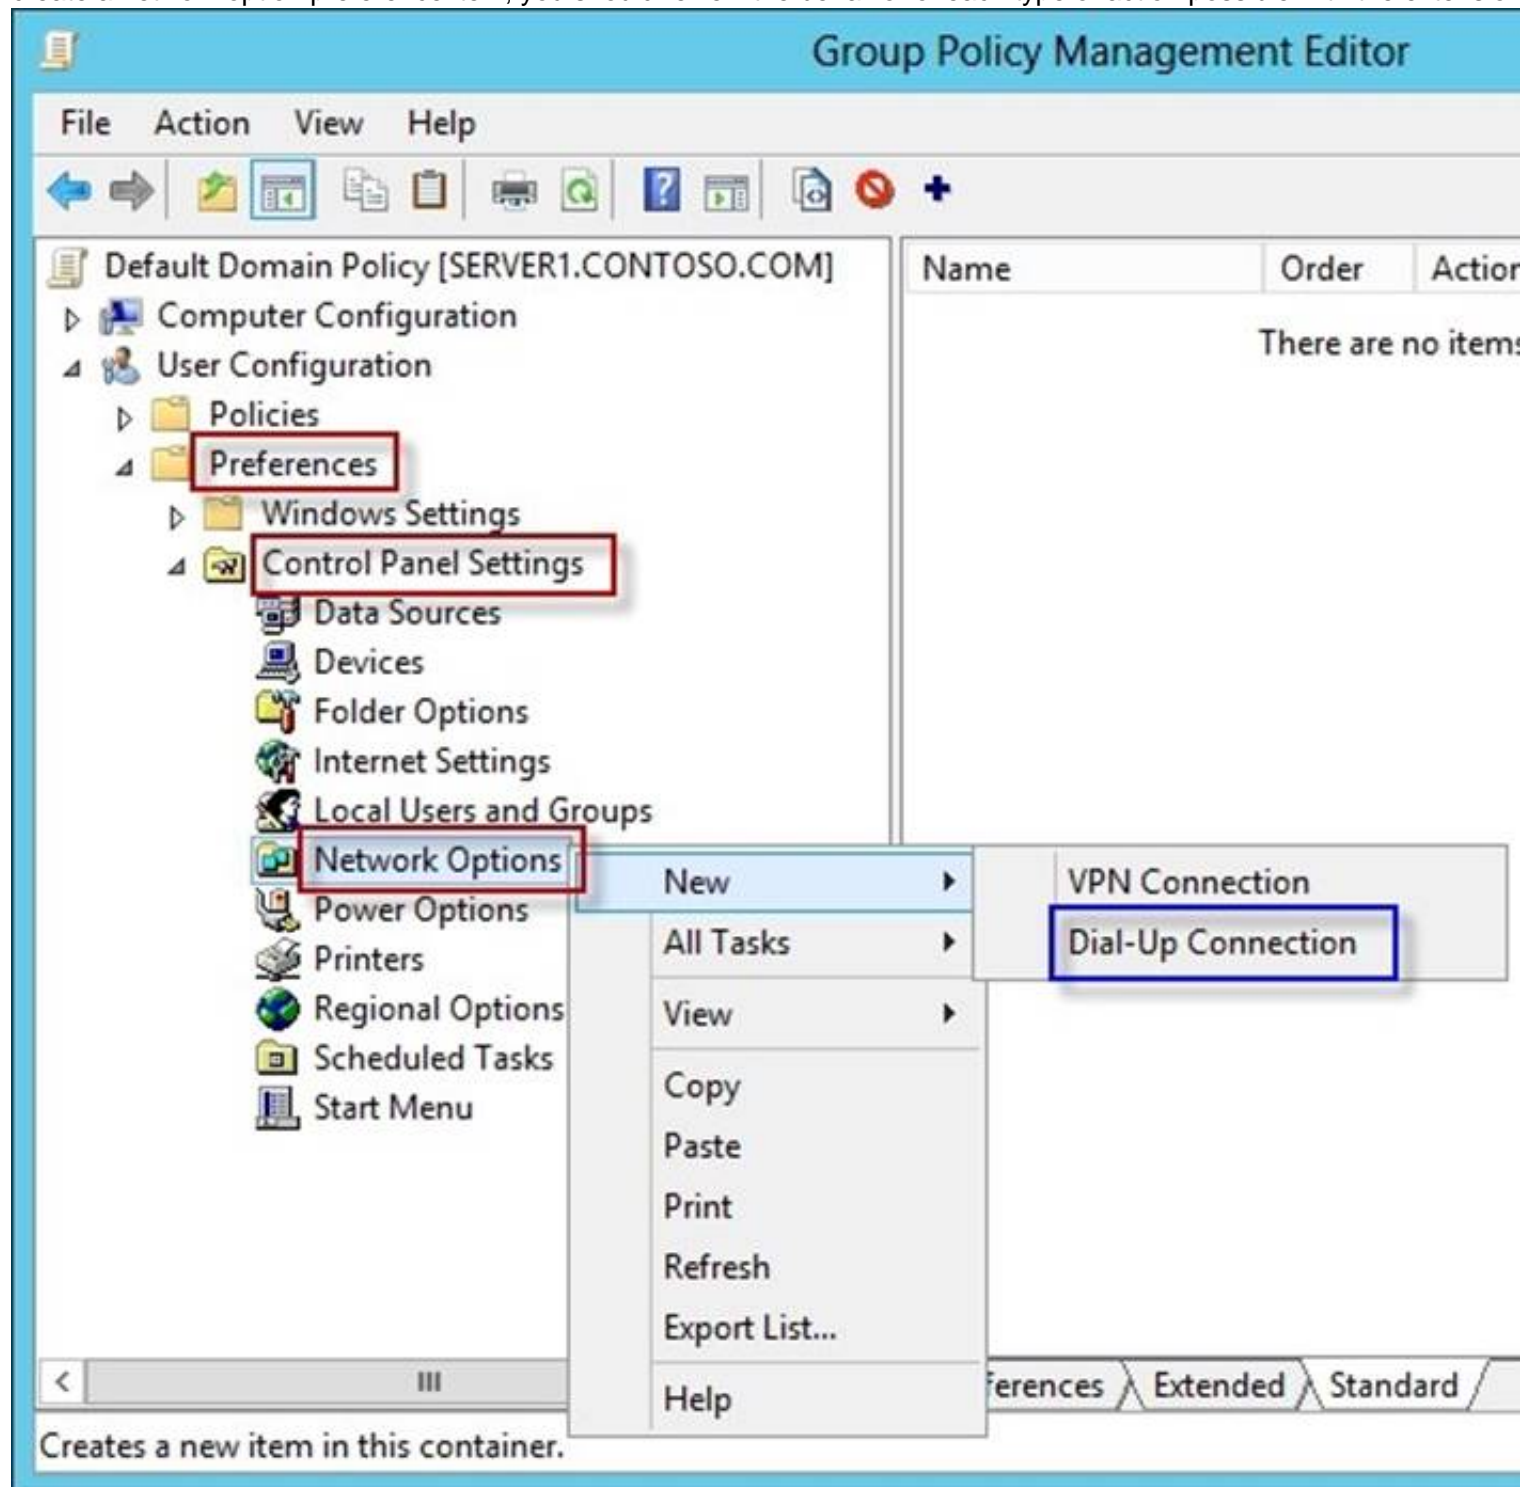 Group Policy Management Editor
File Action View Help
Default Domain Policy [SERVER1.CONTOSO.COM]
Computer Configuration
User Configuration
Policies
Preferences
Windows Settings
Control Panel Settings
Data Sources
Devices
Folder Options
Internet Settings
Local Users and Groups
Network Options
Power Options
Printers
Regional Options
Scheduled Tasks
Start Menu
Name Order Action
There are no items
New
All Tasks
View
Copy
Paste
Print
Refresh
Export List...
Help
VPN Connection
Dial-Up Connection
ferences Extended Standard
Creates a new item in this container.